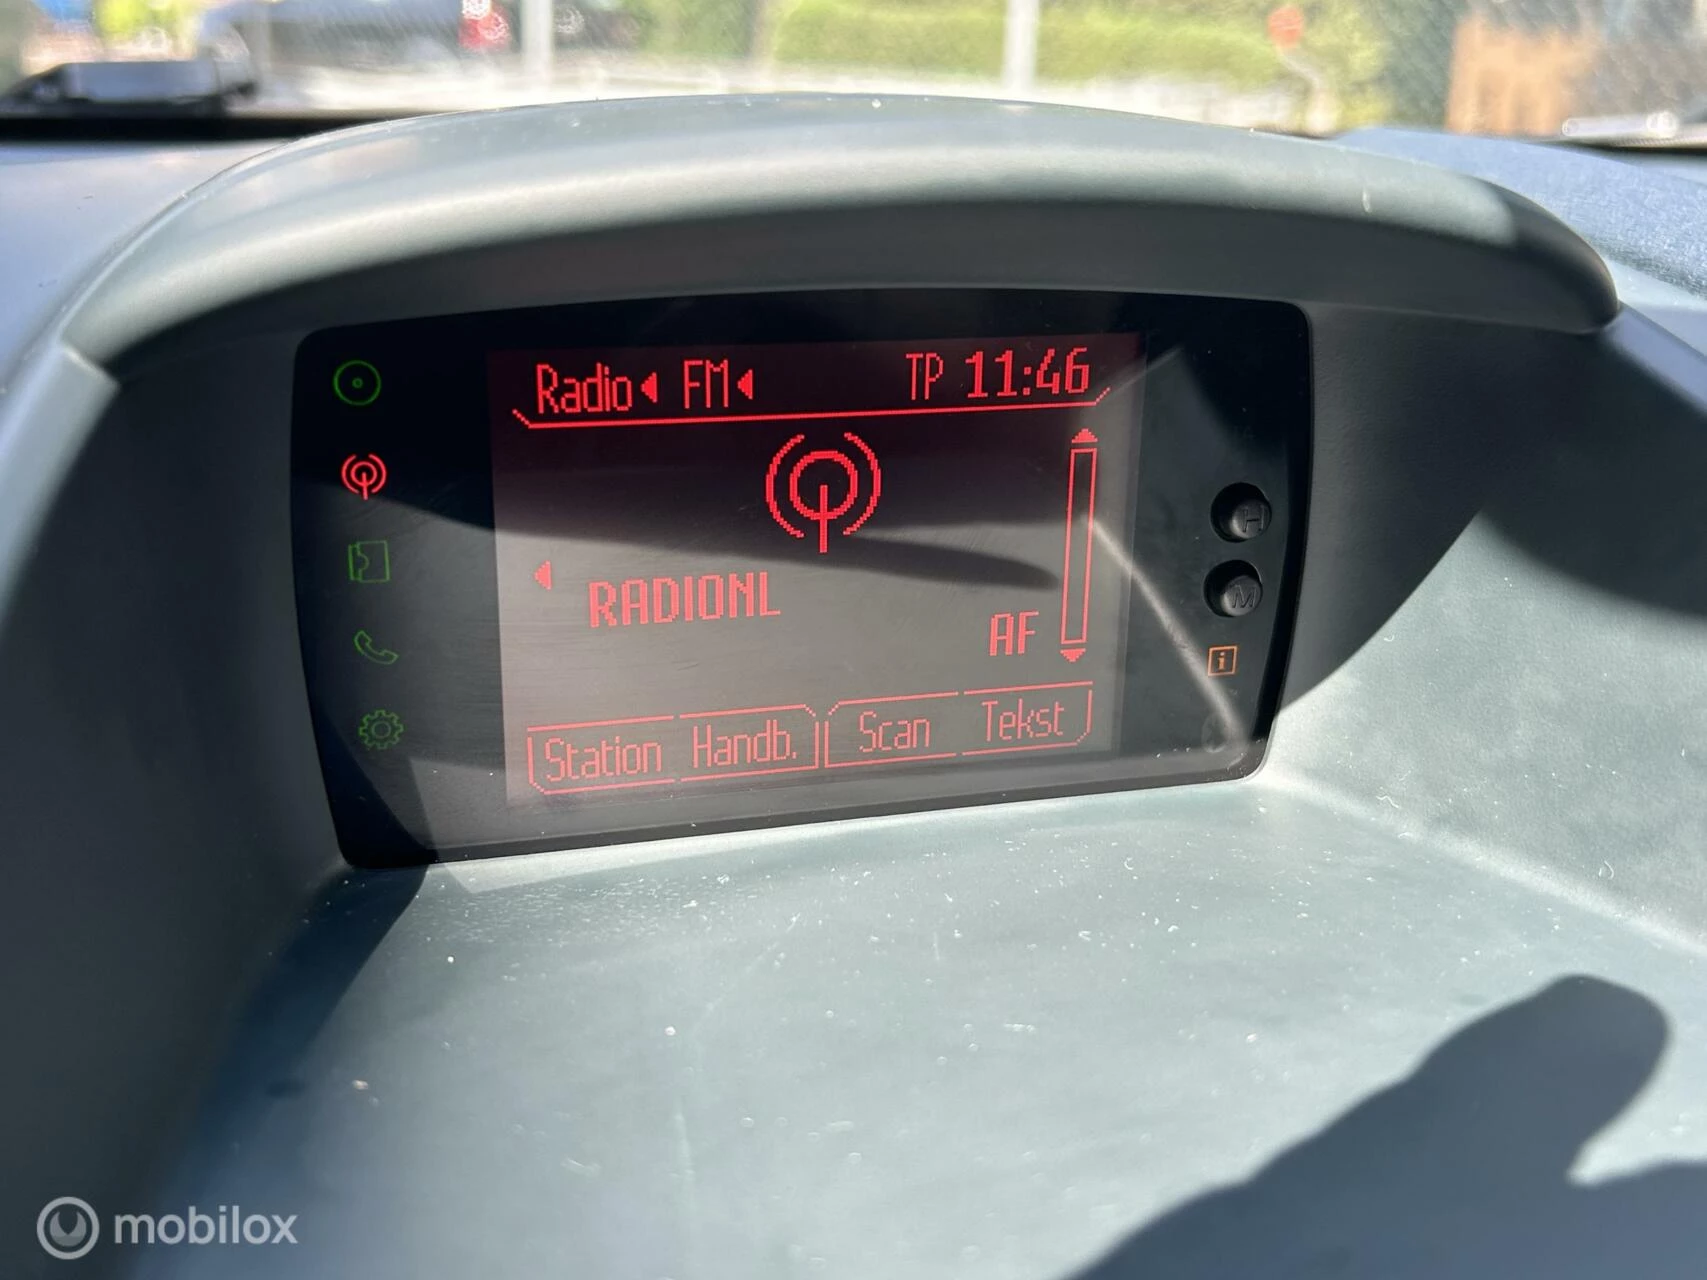 Radio FM TP 11:46
RADIONL
AF
Station Handb. Scan Tekst
H
M
i
mobilox